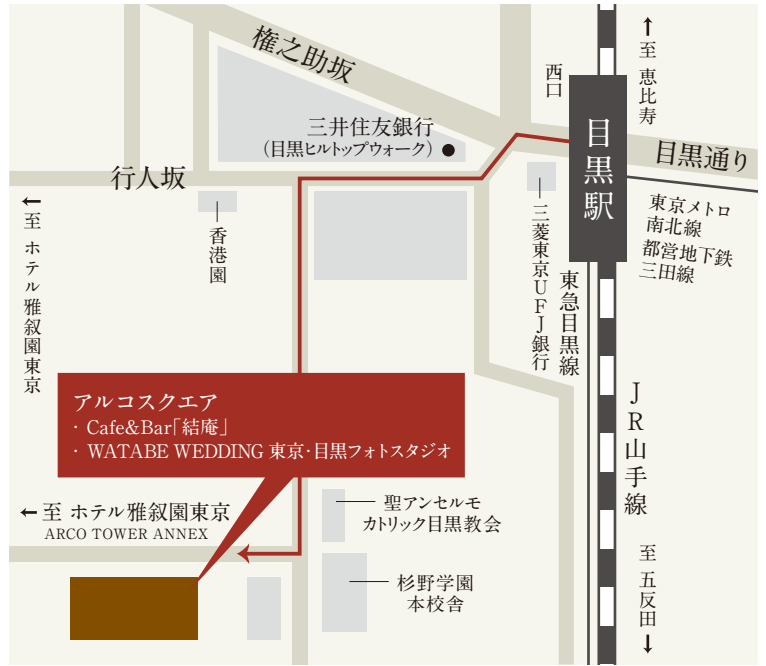 権之助坂
西口
↑至 恵比寿
三井住友銀行
(目黒ヒルトップウォーク) ●
目黒駅
目黒通り
行人坂
←至 ホテル雅叙園東京
香港園
三菱東京UFJ銀行
東急目黒線
東京メトロ
南北線
都営地下鉄
三田線
アルコスクエア
· Cafe&Bar「結庵」
· WATABE WEDDING 東京·目黒フォトスタジオ
JR山手線
←至 ホテル雅叙園東京
ARCO TOWER ANNEX
聖アンセルモ
カトリック目黒教会
杉野学園
本校舎
至 五反田→